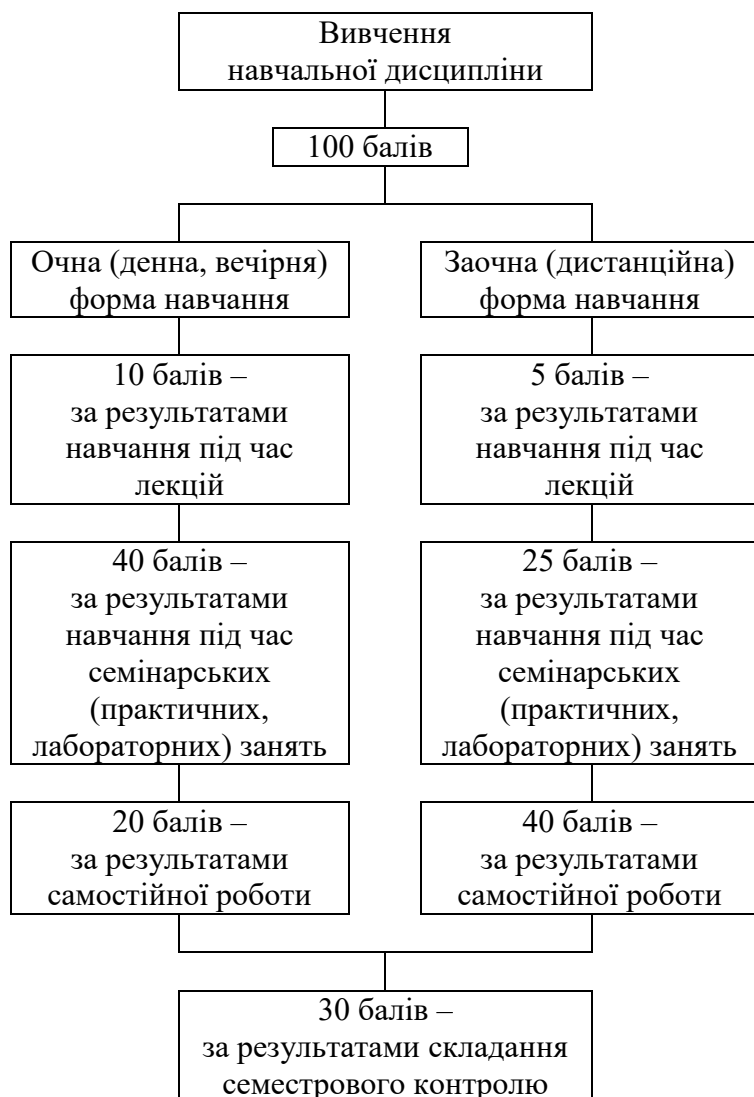 Вивчення
навчальної дисципліни
100 балів
Очна (денна, вечірня)
форма навчання
Заочна (дистанційна)
форма навчання
10 балів –
за результатами
навчання під час
лекцій
5 балів –
за результатами
навчання під час
лекцій
40 балів –
за результатами
навчання під час
семінарських
(практичних,
лабораторних) занять
25 балів –
за результатами
навчання під час
семінарських
(практичних,
лабораторних) занять
20 балів –
за результатами
самостійної роботи
40 балів –
за результатами
самостійної роботи
30 балів –
за результатами складання
семестрового контролю